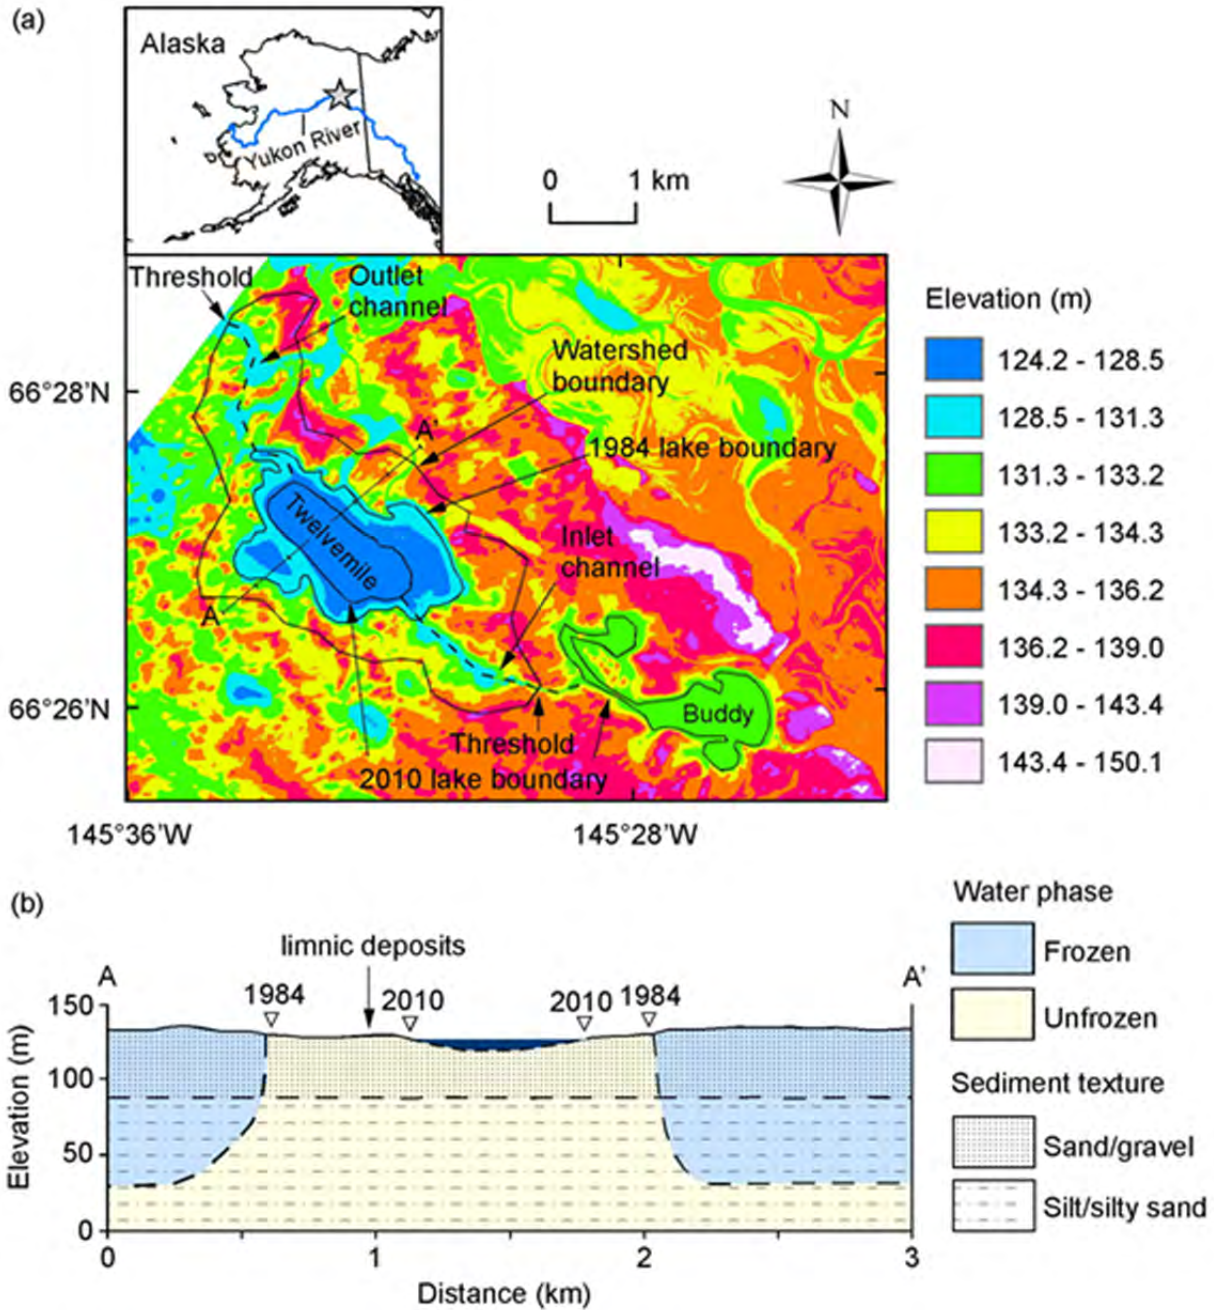 (a)
Alaska
Yukon River
N
0 1 km
Threshold
Outlet
channel
Watershed
boundary
A'
1984 lake boundary
Twelvemile
Inlet
channel
A
Buddy
Threshold
2010 lake boundary
66°28'N
66°26'N
145°36'W
145°28'W
Elevation (m)
124.2 - 128.5
128.5 - 131.3
131.3 - 133.2
133.2 - 134.3
134.3 - 136.2
136.2 - 139.0
139.0 - 143.4
143.4 - 150.1
(b)
limnic deposits
A
A'
1984
2010
2010
1984
Elevation (m)
150
100
50
0
0
1
2
3
Distance (km)
Water phase
Frozen
Unfrozen
Sediment texture
Sand/gravel
Silt/silty sand